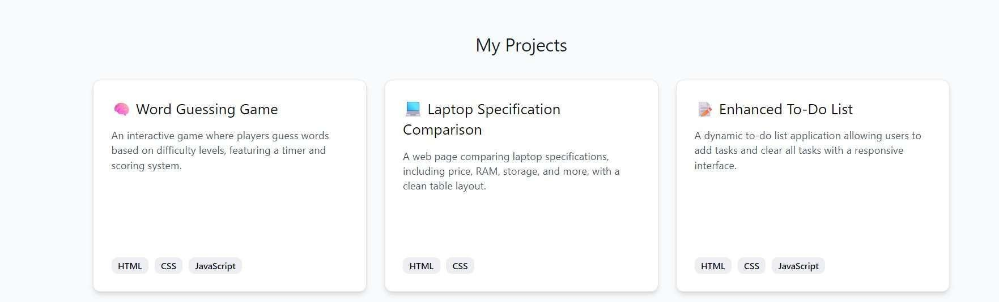 My Projects
🧠 Word Guessing Game
An interactive game where players guess words
based on difficulty levels, featuring a timer and
scoring system.
HTML CSS JavaScript
💻 Laptop Specification
Comparison
A web page comparing laptop specifications,
including price, RAM, storage, and more, with a
clean table layout.
HTML CSS
📝 Enhanced To-Do List
A dynamic to-do list application allowing users to
add tasks and clear all tasks with a responsive
interface.
HTML CSS JavaScript